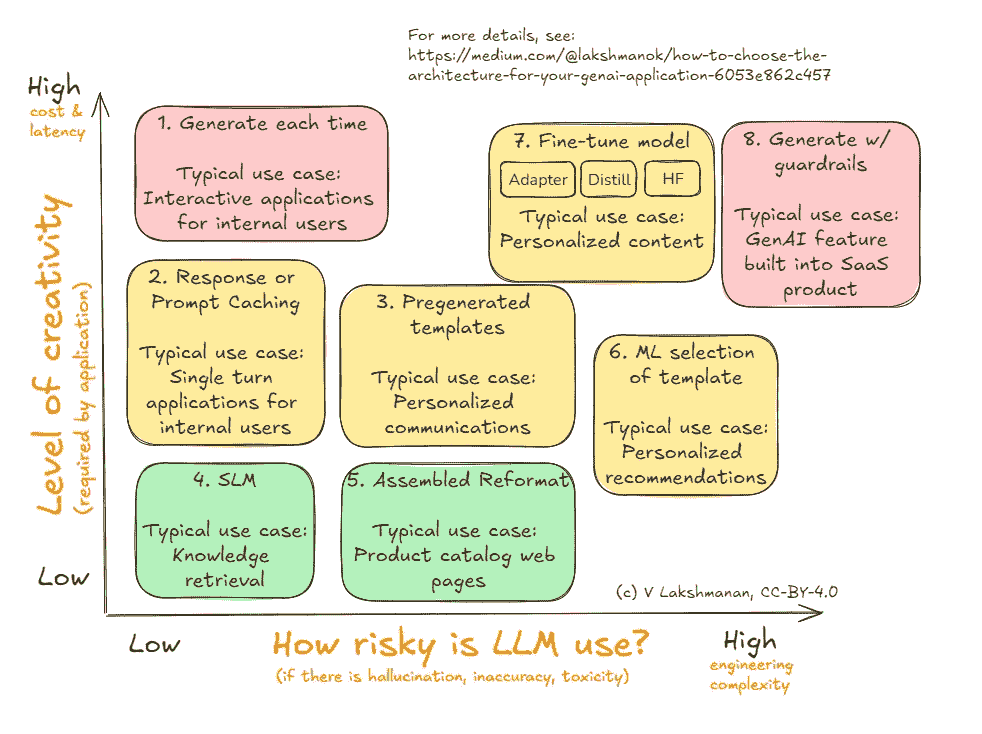 For more details, see:
https://medium.com/@lakshmanok/how-to-choose-the-
architecture-for-your-genai-application-6053e862c457
High
cost &
latency
Level of creativity
(required by application)
Low
1. Generate each time
Typical use case:
Interactive applications
for internal users
2. Response or
Prompt Caching
Typical use case:
Single turn
applications for
internal users
3. Pregenerated
templates
Typical use case:
Personalized
communications
4. SLM
Typical use case:
Knowledge
retrieval
5. Assembled Reformat
Typical use case:
Product catalog web
pages
6. ML selection
of template
Typical use case:
Personalized
recommendations
7. Fine-tune model
Adapter
Distill
HF
Typical use case:
Personalized content
8. Generate w/
guardrails
Typical use case:
GenAI feature
built into SaaS
product
(c) V Lakshmanan, CC-BY-4.0
Low
How risky is LLM use?
(if there is hallucination, inaccuracy, toxicity)
High
engineering
complexity